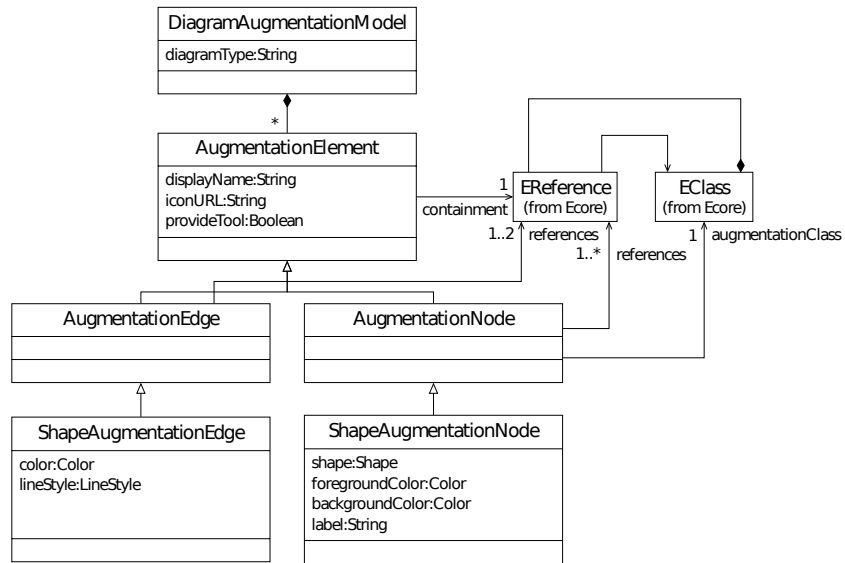 DiagramAugmentationModel
diagramType:String
*
AugmentationElement
displayName:String
iconURL:String
provideTool:Boolean
1
containment
EReference
(from Ecore)
EClass
(from Ecore)
1..2
references
1..*
references
1
augmentationClass
AugmentationEdge
AugmentationNode
ShapeAugmentationEdge
color:Color
lineStyle:LineStyle
ShapeAugmentationNode
shape:Shape
foregroundColor:Color
backgroundColor:Color
label:String